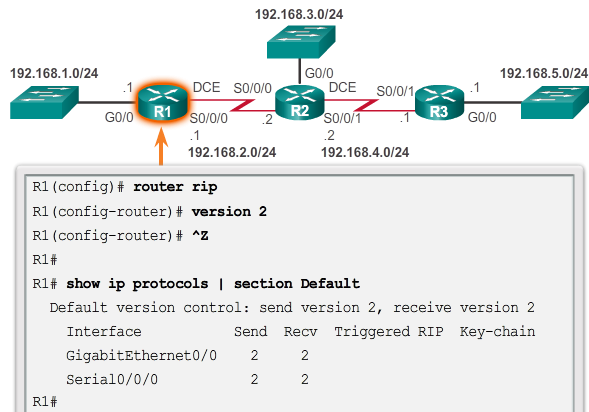 192.168.3.0/24
192.168.1.0/24
G0/0
192.168.5.0/24
.1 DCE S0/0/0 DCE S0/0/1 .1
R1 R2 R3
G0/0 S0/0/0 .2 S0/0/1 .1 G0/0
.1 .2
192.168.2.0/24 192.168.4.0/24
R1(config)# router rip
R1(config-router)# version 2
R1(config-router)# ^Z
R1#
R1# show ip protocols | section Default
Default version control: send version 2, receive version 2
Interface Send Recv Triggered RIP Key-chain
GigabitEthernet0/0 2 2
Serial0/0/0 2 2
R1#